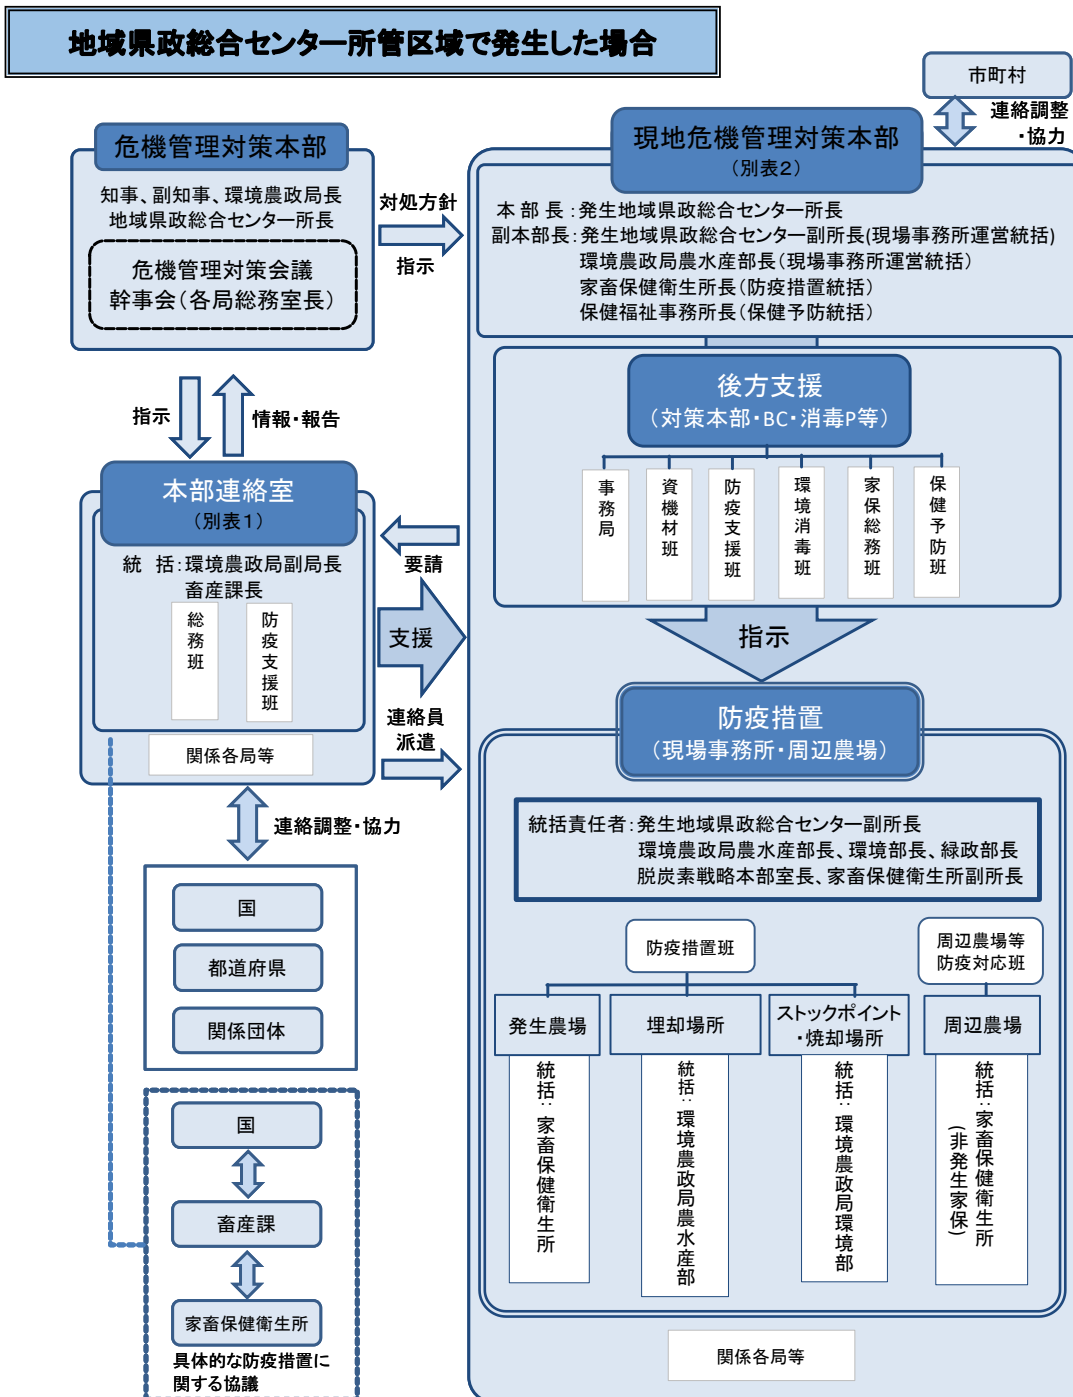 地域県政総合センター所管区域で発生した場合
市町村
連絡調整
・協力
危機管理対策本部
知事、副知事、環境農政局長
地域県政総合センター所長
危機管理対策会議
幹事会(各局総務室長)
対処方針
指示
現地危機管理対策本部
(別表2)
本 部 長 : 発生地域県政総合センター所長
副本部長: 発生地域県政総合センター副所長(現場事務所運営統括)
環境農政局農水産部長(現場事務所運営統括)
家畜保健衛生所長(防疫措置統括)
保健福祉事務所長(保健予防統括)
指示
情報・報告
後方支援
(対策本部・BC・消毒P等)
事務局
資機材班
防疫支援班
環境消毒班
家保総務班
保健予防班
本部連絡室
(別表1)
統 括:環境農政局副局長
畜産課長
総務班
防疫支援班
関係各局等
要請
支援
連絡員
派遣
指示
防疫措置
(現場事務所・周辺農場)
統括責任者:発生地域県政総合センター副所長
環境農政局農水産部長、環境部長、緑政部長
脱炭素戦略本部室長、家畜保健衛生所副所長
防疫措置班
周辺農場等
防疫対応班
発生農場
埋却場所
ストックポイント
・焼却場所
周辺農場
統括:家畜保健衛生所
統括:環境農政局農水産部
統括:環境農政局環境部
統括:家畜保健衛生所
(非発生家保)
関係各局等
連絡調整・協力
国
都道府県
関係団体
国
畜産課
家畜保健衛生所
具体的な防疫措置に
関する協議